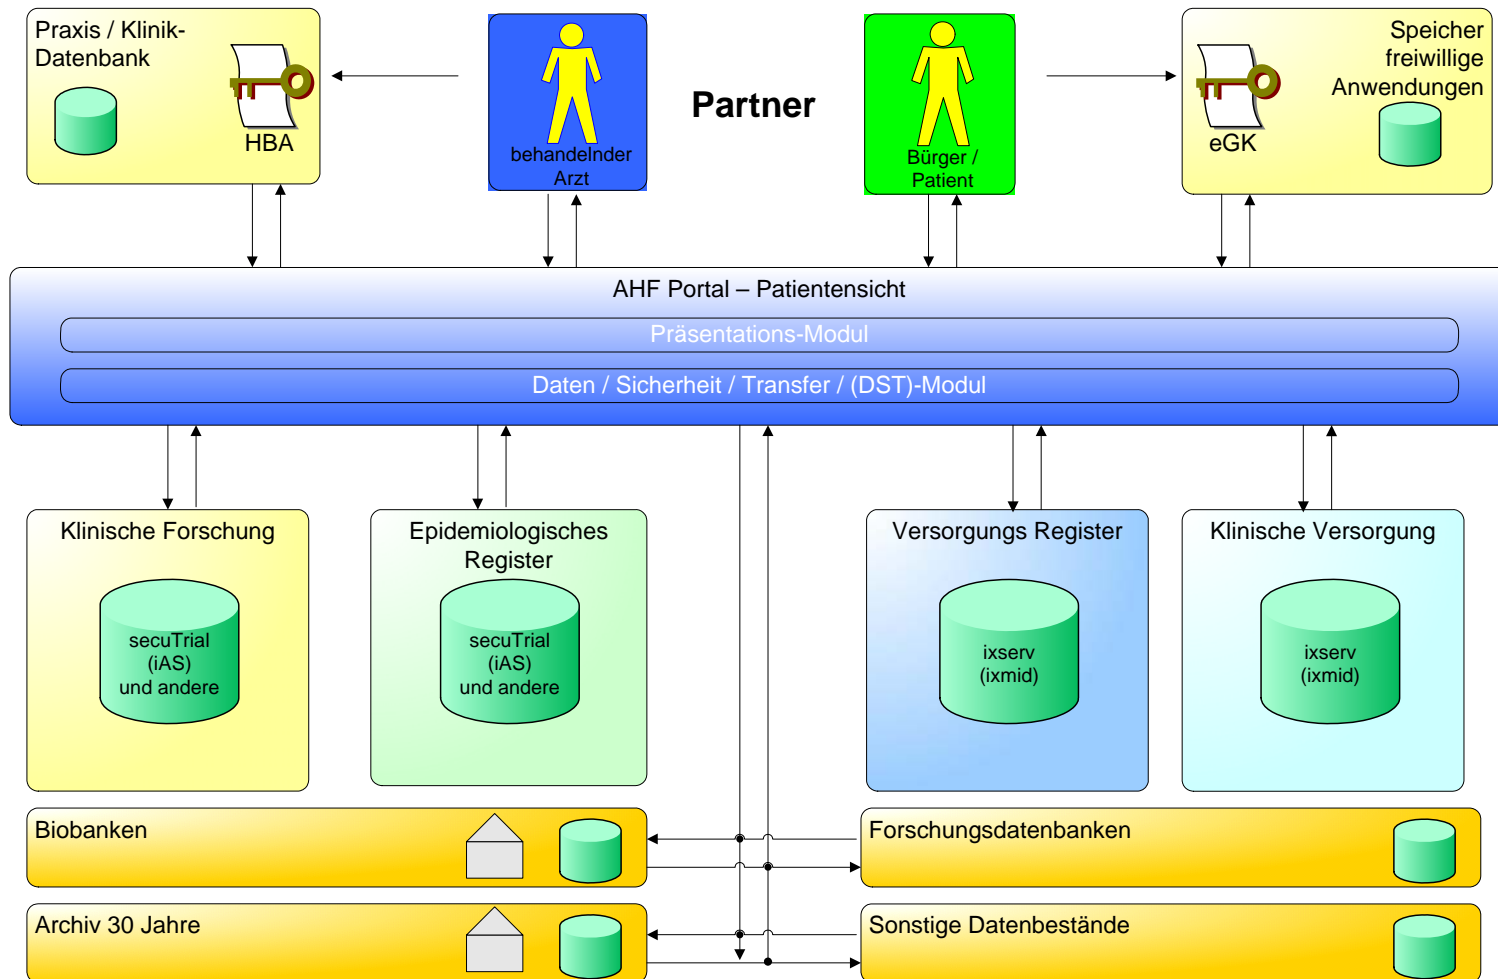 Praxis / Klinik-
Datenbank
HBA
behandelnder
Arzt
Partner
Bürger /
Patient
eGK
Speicher
freiwillige
Anwendungen
AHF Portal – Patientensicht
Präsentations-Modul
Daten / Sicherheit / Transfer / (DST)-Modul
Klinische Forschung
secuTrial
(iAS)
und andere
Epidemiologisches
Register
secuTrial
(iAS)
und andere
Versorgungs Register
ixserv
(ixmid)
Klinische Versorgung
ixserv
(ixmid)
Biobanken
Forschungsdatenbanken
Archiv 30 Jahre
Sonstige Datenbestände